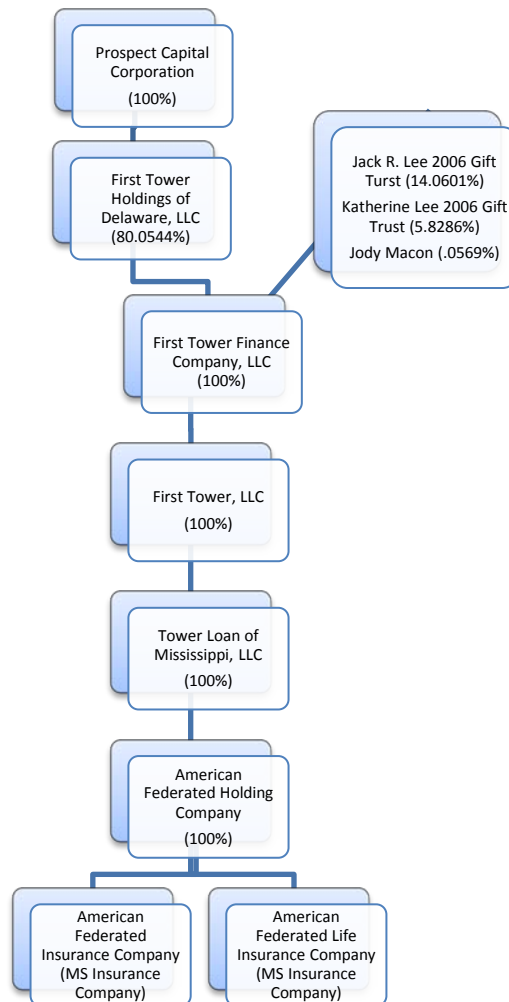 Prospect Capital
Corporation
(100%)
First Tower
Holdings of
Delaware, LLC
(80.0544%)
Jack R. Lee 2006 Gift
Turst (14.0601%)
Katherine Lee 2006 Gift
Trust (5.8286%)
Jody Macon (.0569%)
First Tower Finance
Company, LLC
(100%)
First Tower, LLC
(100%)
Tower Loan of
Mississippi, LLC
(100%)
American
Federated Holding
Company
(100%)
American
Federated
Insurance Company
(MS Insurance
Company)
American
Federated Life
Insurance Company
(MS Insurance
Company)